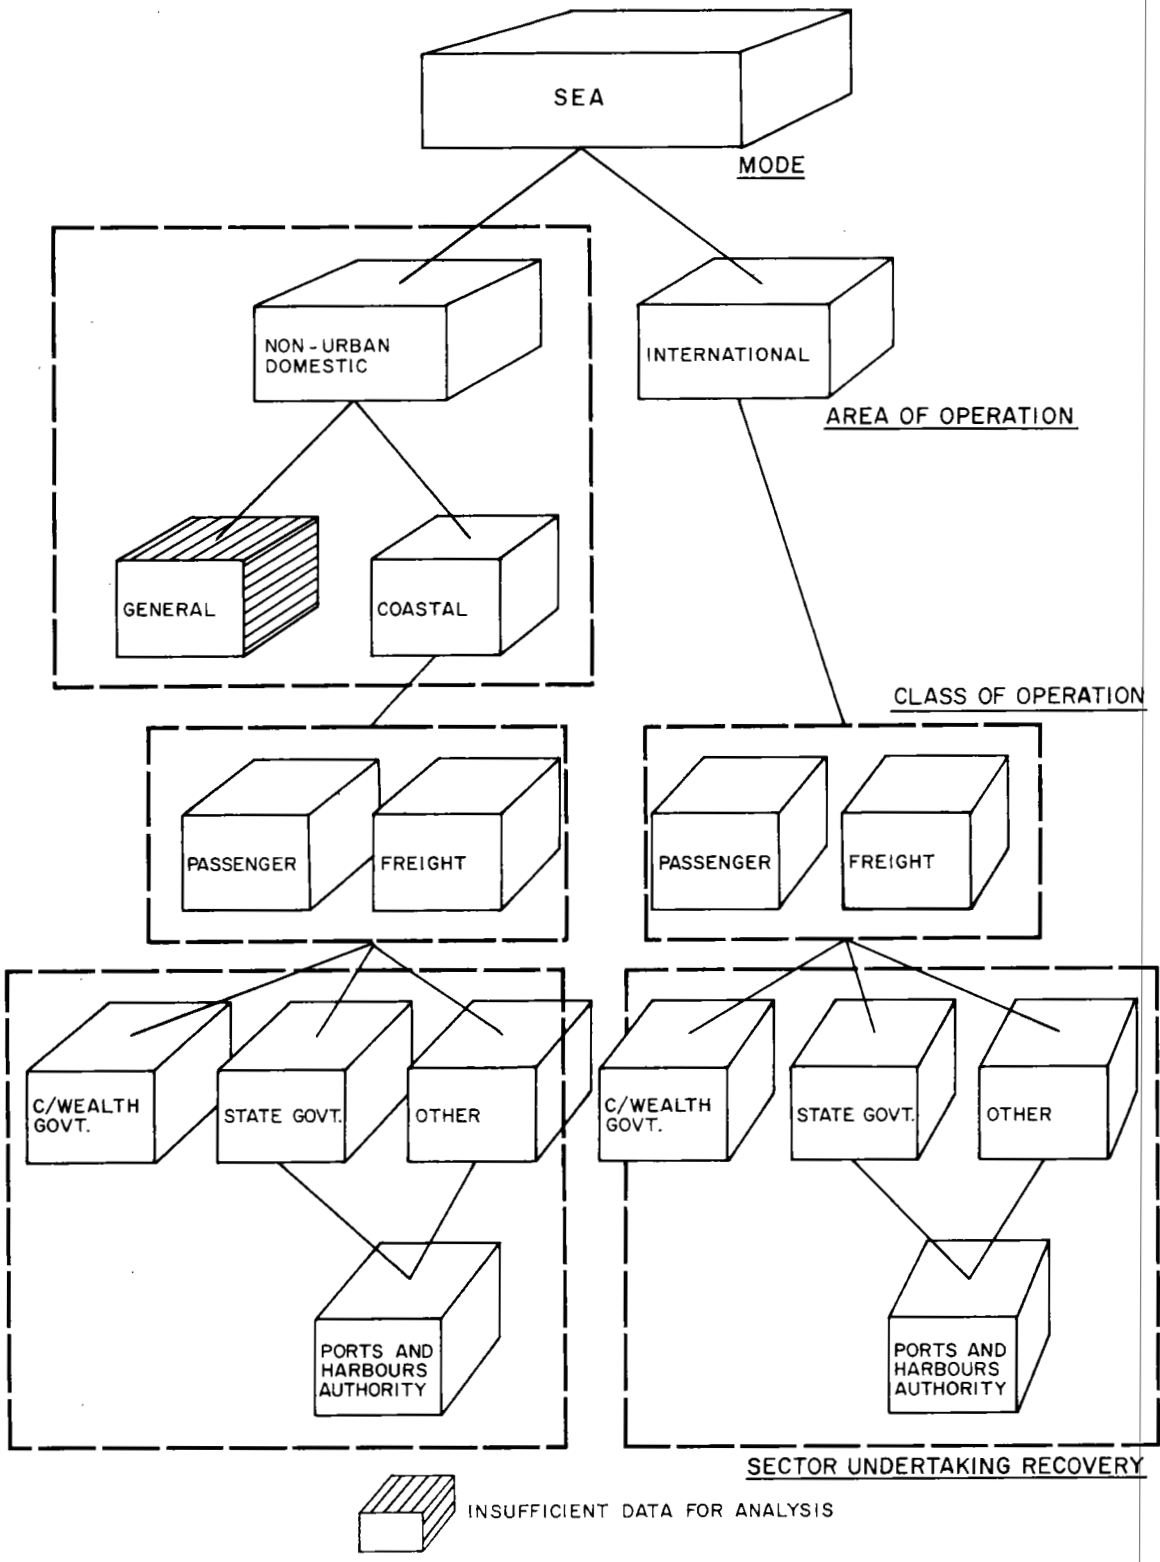 SEA
MODE
NON-URBAN
DOMESTIC
INTERNATIONAL
AREA OF OPERATION
GENERAL
COASTAL
CLASS OF OPERATION
PASSENGER
FREIGHT
PASSENGER
FREIGHT
C/WEALTH
GOVT.
STATE GOVT.
OTHER
C/WEALTH
GOVT.
STATE GOVT.
OTHER
PORTS AND
HARBOURS
AUTHORITY
PORTS AND
HARBOURS
AUTHORITY
SECTOR UNDERTAKING RECOVERY
INSUFFICIENT DATA FOR ANALYSIS